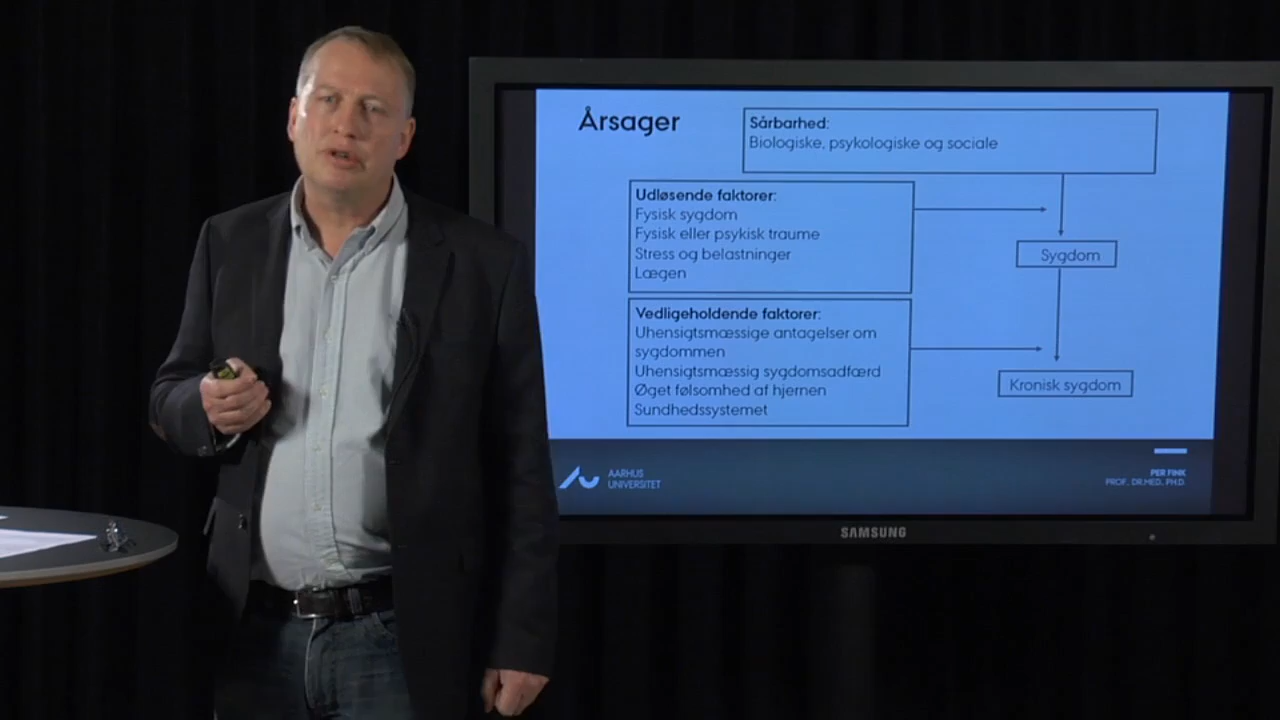 Årsager
Sårbarhed:
Biologiske, psykologiske og sociale
Udløsende faktorer:
Fysisk sygdom
Fysisk eller psykisk traume
Stress og belastninger
Lægen
Sygdom
Vedligeholdende faktorer:
Uhensigtsmæssige antagelser om
sygdommen
Uhensigtsmæssig sygdomsadfærd
Øget følsomhed af hjernen
Sundhedssystemet
Kronisk sygdom
AARHUS
UNIVERSITET
PER FINK
PROF., DR.MED., PH.D.
SAMSUNG